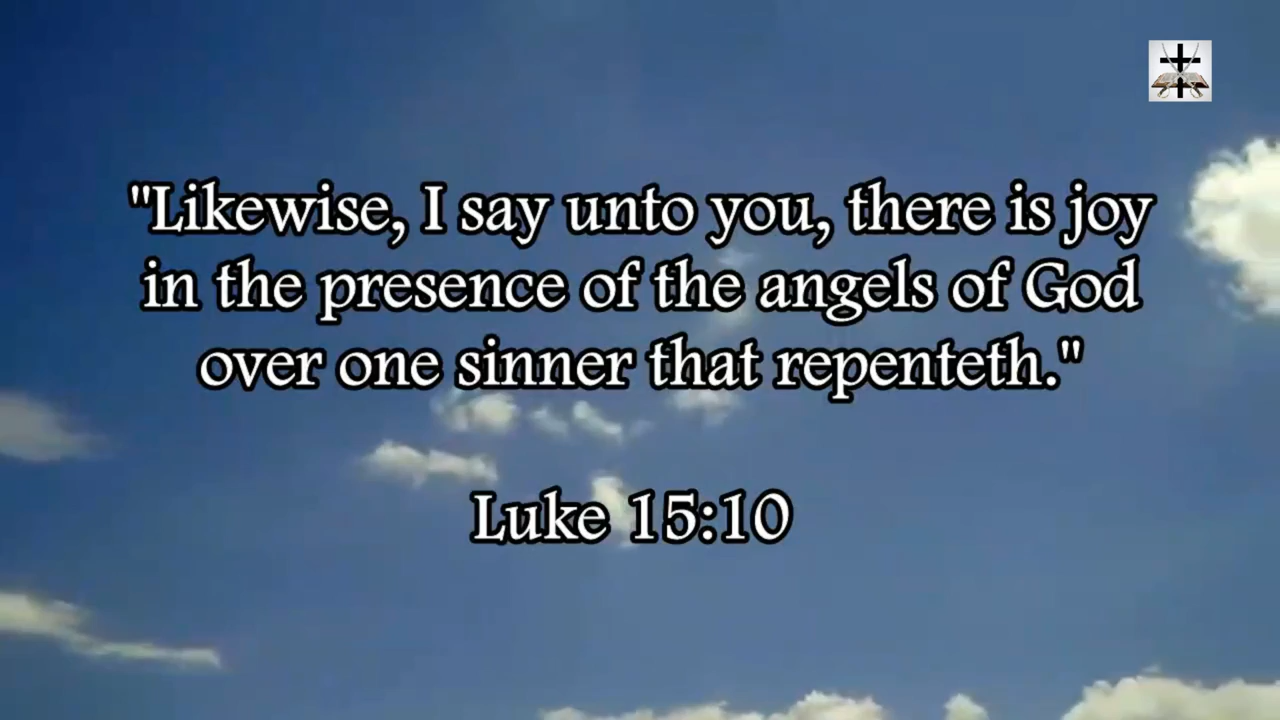 "Likewise, I say unto you, there is joy
in the presence of the angels of God
over one sinner that repenteth."
Luke 15:10